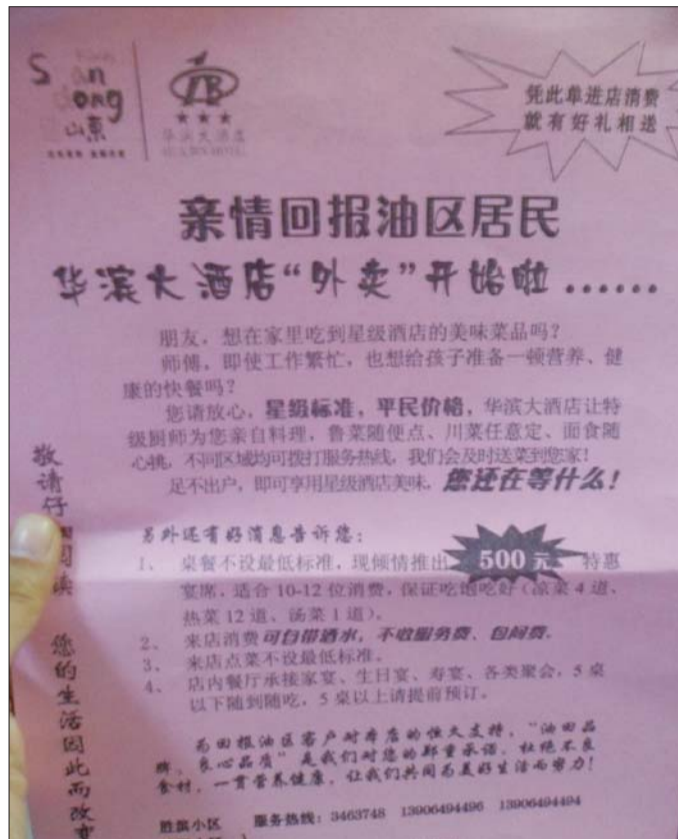 S an
dong
山东
华滨大酒店
凭此单进店消费
就有好礼相送
亲情回报油区居民
华滨大酒店“外卖”开始啦……
朋友，想在家里吃到星级酒店的美味菜品吗？
师傅，即使工作繁忙，也想给孩子准备一顿营养、健
康的快餐吗？
您请放心，星级标准，平民价格，华滨大酒店让特
级厨师为您亲自料理，鲁菜随便点、川菜任意定、面食随
心挑，不同区域均可拨打服务热线，我们会及时送菜到您家！
足不出户，即可享用星级酒店美味，您还在等什么！
另外还有好消息告诉您：
1、 桌餐不设最低标准，现倾情推出 500元 特惠
宴席，适合 10-12 位消费，保证吃饱吃好（凉菜 4 道、
热菜 12 道、汤菜 1 道）。
2、 来店消费可自带酒水，不收服务费、包间费。
3、 来店点菜不设最低标准。
4、 店内餐厅承接家宴、生日宴、寿宴、各类聚会，5 桌
以下随到随吃，5 桌以上请提前预订。
为回报油区客户对本店的恒久支持，“油田品
牌、良心品质”是我们对您的郑重承诺，杜绝不良
食材，一贯营养健康，让我们共同为美好生活而努力！
胜滨小区 服务热线：3463748 13906494496 13906494494
敬请仔 阅读 您的生活因此而改变